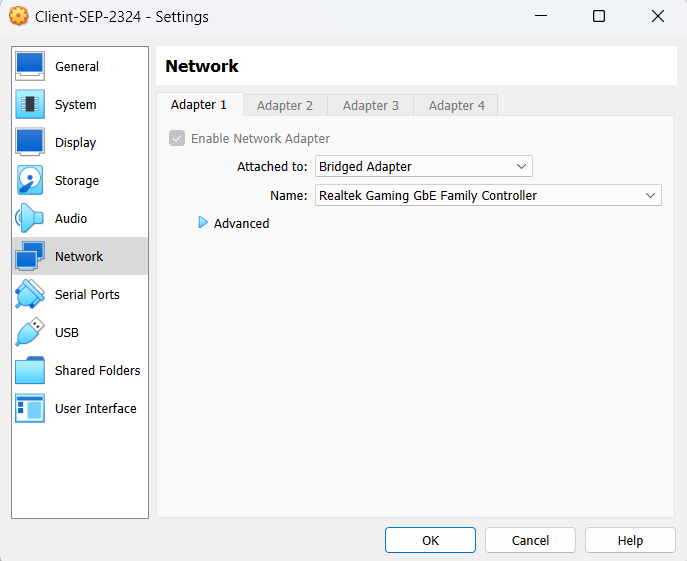 Client-SEP-2324 - Settings
General
System
Display
Storage
Audio
Network
Serial Ports
USB
Shared Folders
User Interface
Network
Adapter 1
Adapter 2
Adapter 3
Adapter 4
Enable Network Adapter
Attached to: Bridged Adapter
Name: Realtek Gaming GbE Family Controller
Advanced
OK
Cancel
Help